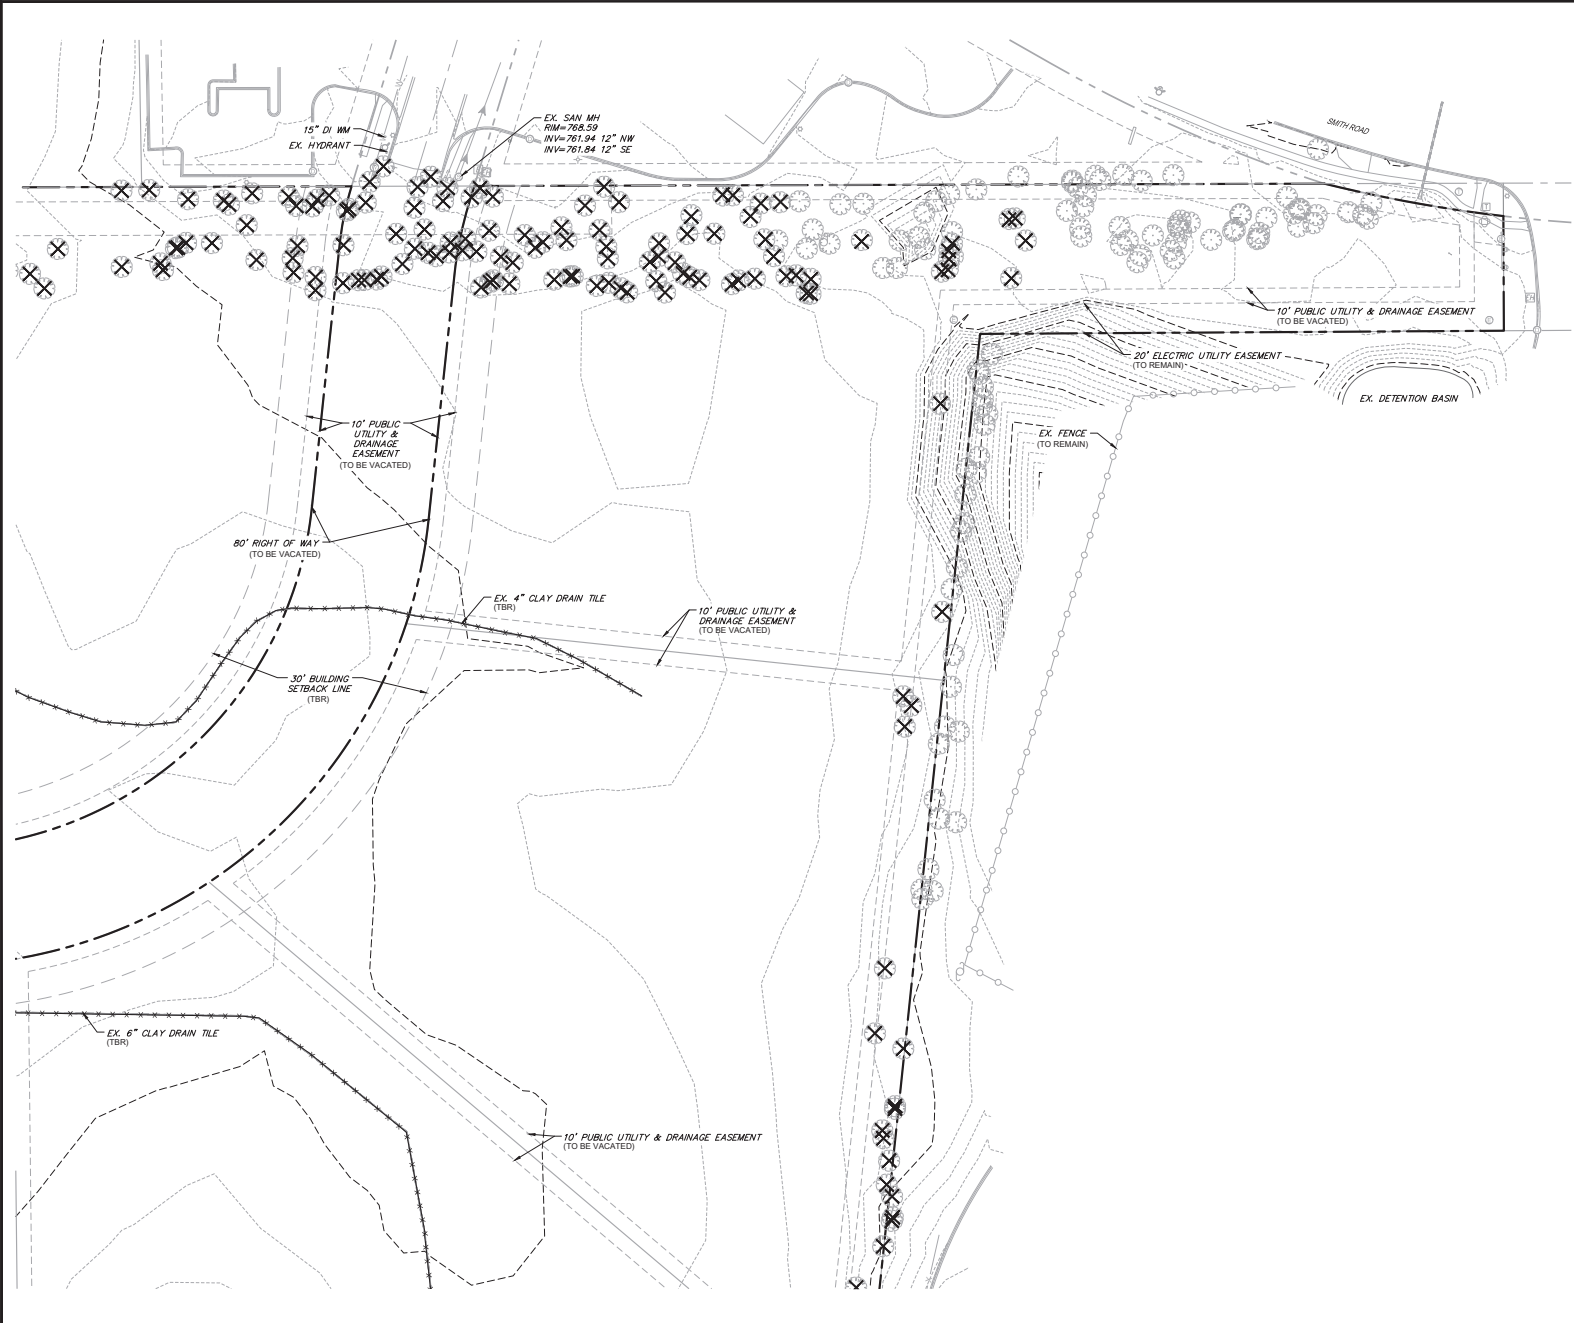 EX. SAN MH
RIM=768.59
INV=761.94 12" NW
INV=761.84 12" SE
15" DI WM
EX. HYDRANT
SMITH ROAD
10' PUBLIC UTILITY & DRAINAGE EASEMENT
(TO BE VACATED)
20' ELECTRIC UTILITY EASEMENT
(TO REMAIN)
EX. DETENTION BASIN
EX. FENCE
(TO REMAIN)
10' PUBLIC
UTILITY &
DRAINAGE
EASEMENT
(TO BE VACATED)
80' RIGHT OF WAY
(TO BE VACATED)
EX. 4" CLAY DRAIN TILE
(TBR)
10' PUBLIC UTILITY &
DRAINAGE EASEMENT
(TO BE VACATED)
30' BUILDING
SETBACK LINE
(TBR)
EX. 6" CLAY DRAIN TILE
(TBR)
10' PUBLIC UTILITY & DRAINAGE EASEMENT
(TO BE VACATED)